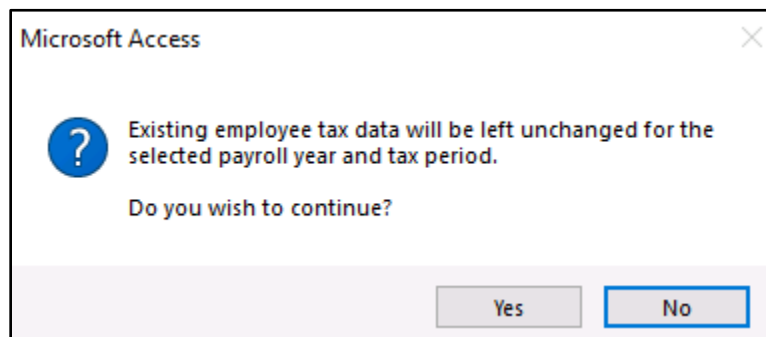 Microsoft Access
?
Existing employee tax data will be left unchanged for the
selected payroll year and tax period.
Do you wish to continue?
Yes
No